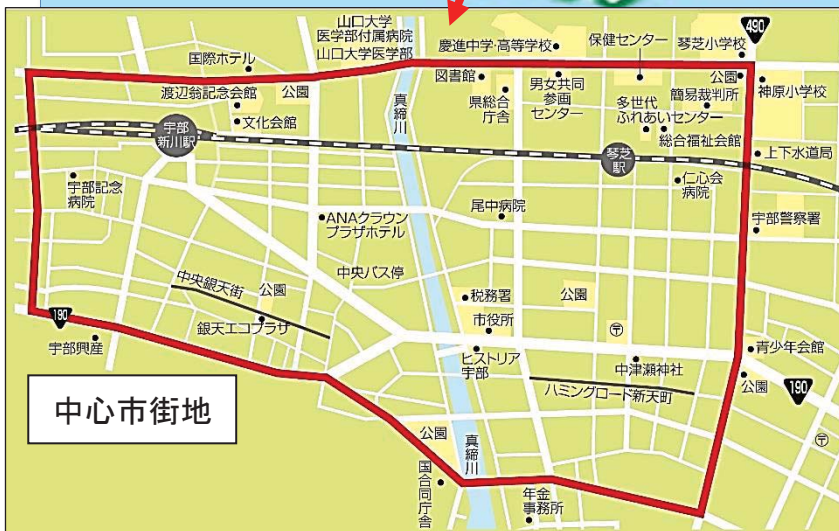 山口大学
医学部付属病院
山口大学医学部
慶進中学・高等学校
保健センター
琴芝小学校
490
国際ホテル
図書館
公園
渡辺翁記念会館
公園
県総合
庁舎
男女共同
参画
センター
多世代
ふれあいセンター
簡易裁判所
神原小学校
文化会館
真締川
総合福祉会館
宇部
新川駅
琴芝
駅
上下水道局
宇部記念
病院
仁心会
病院
ANAクラウン
プラザホテル
尾中病院
宇部警察署
中央バス停
中央銀天街
公園
税務署
公園
190
銀天エコプラザ
市役所
〒
宇部興産
ヒストリア
宇部
中津瀬神社
青少年会館
ハミングロード新天町
公園
190
中心市街地
公園
真締川
〒
国合同庁舎
年金
事務所